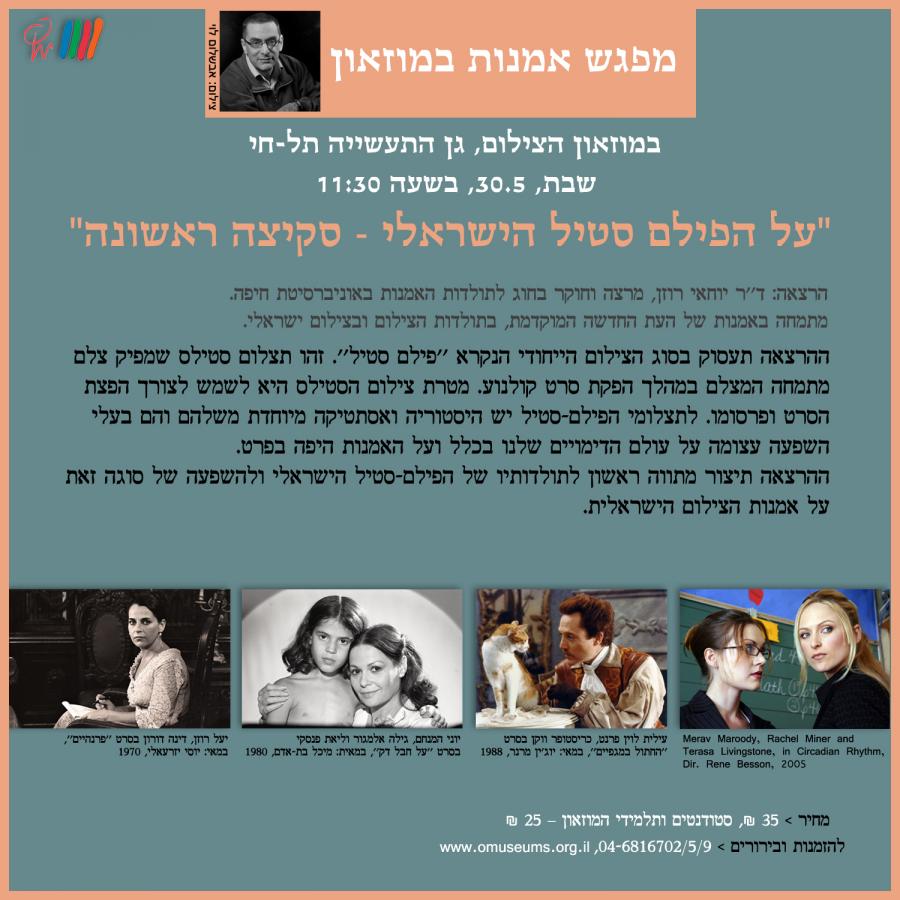 מפגש אמנות במוזאון
צילום: אבשלום לוי
במוזאון הצילום, גן התעשייה תל-חי
שבת, 30.5, בשעה 11:30
"על הפילם סטיל הישראלי - סקיצה ראשונה"
הרצאה: ד״ר יוחאי רוזן, מרצה וחוקר בחוג לתולדות האמנות באוניברסיטת חיפה.
מתמחה באמנות של העת החדשה המוקדמת, בתולדות הצילום ובצילום ישראלי.
ההרצאה תעסוק בסוג הצילום הייחודי הנקרא ״פילם סטיל״. זהו תצלום סטילס שמפיק צלם
מתמחה המצלם במהלך הפקת סרט קולנוע. מטרת צילום הסטילס היא לשמש לצורך הפצת
הסרט ופרסומו. לתצלומי הפילם-סטיל יש היסטוריה ואסתטיקה מיוחדת משלהם והם בעלי
השפעה עצומה על עולם הדימויים שלנו בכלל ועל האמנות היפה בפרט.
ההרצאה תיצור מתווה ראשון לתולדותיו של הפילם-סטיל הישראלי ולהשפעה של סוגה זאת
על אמנות הצילום הישראלית.
Merav Maroody, Rachel Miner and
Terasa Livingstone, in Circadian Rhythm,
Dir. Rene Besson, 2005
עילית לוין פרנט, כריסטופר ווקן בסרט
״החתול במגפיים״, במאי: יוג׳ין מרנר, 1988
יוני המנחם, גילה אלמגור וליאת פנסקי
בסרט ״על חבל דק״, במאית: מיכל בת-אדם, 1980
יעל רוזן, דינה דורון בסרט ״פרנהיים״,
במאי: יוסי יזרעאלי, 1970
מחיר > 35 ₪, סטודנטים ותלמידי המוזאון – 25 ₪
להזמנות ובירורים > 04-6816702/5/9, www.omuseums.org.il